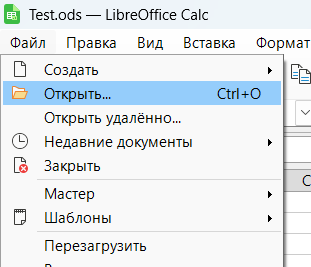 Test.ods — LibreOffice Calc
Файл Правка Вид Вставка Формат
Создать
Открыть... Ctrl+O
Открыть удалённо...
Недавние документы
Закрыть
Мастер
Шаблоны
Перезагрузить